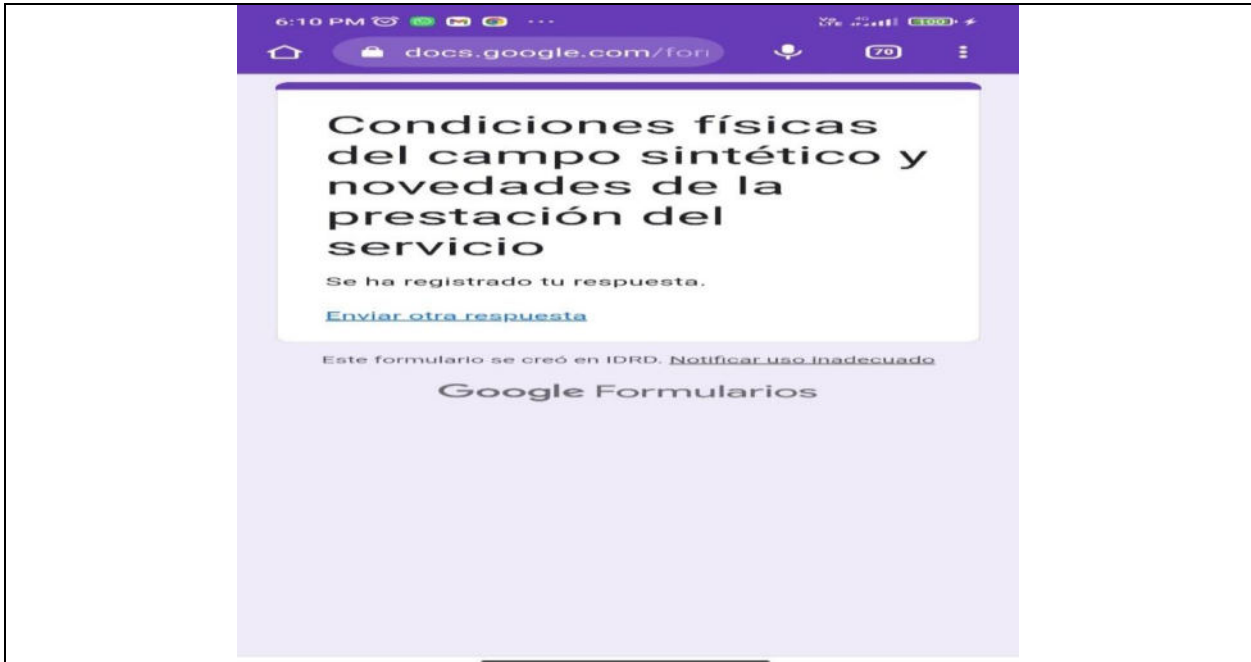 6:10 PM
100
docs.google.com/for
70
Condiciones físicas
del campo sintético y
novedades de la
prestación del
servicio
Se ha registrado tu respuesta.
Enviar otra respuesta
Este formulario se creó en IDRD. Notificar uso inadecuado
Google Formularios